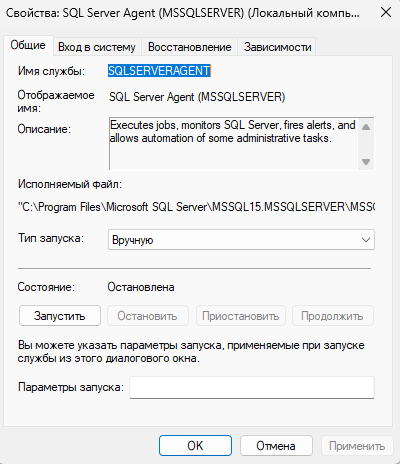 Свойства: SQL Server Agent (MSSQLSERVER) (Локальный компь...
Общие Вход в систему Восстановление Зависимости
Имя службы: SQLSERVERAGENT
Отображаемое
имя: SQL Server Agent (MSSQLSERVER)
Описание: Executes jobs, monitors SQL Server, fires alerts, and
allows automation of some administrative tasks.
Исполняемый файл:
"C:\Program Files\Microsoft SQL Server\MSSQL15.MSSQLSERVER\MSSQ
Тип запуска: Вручную
Состояние: Остановлена
Запустить Остановить Приостановить Продолжить
Вы можете указать параметры запуска, применяемые при запуске
службы из этого диалогового окна.
Параметры запуска:
OK Отмена Применить